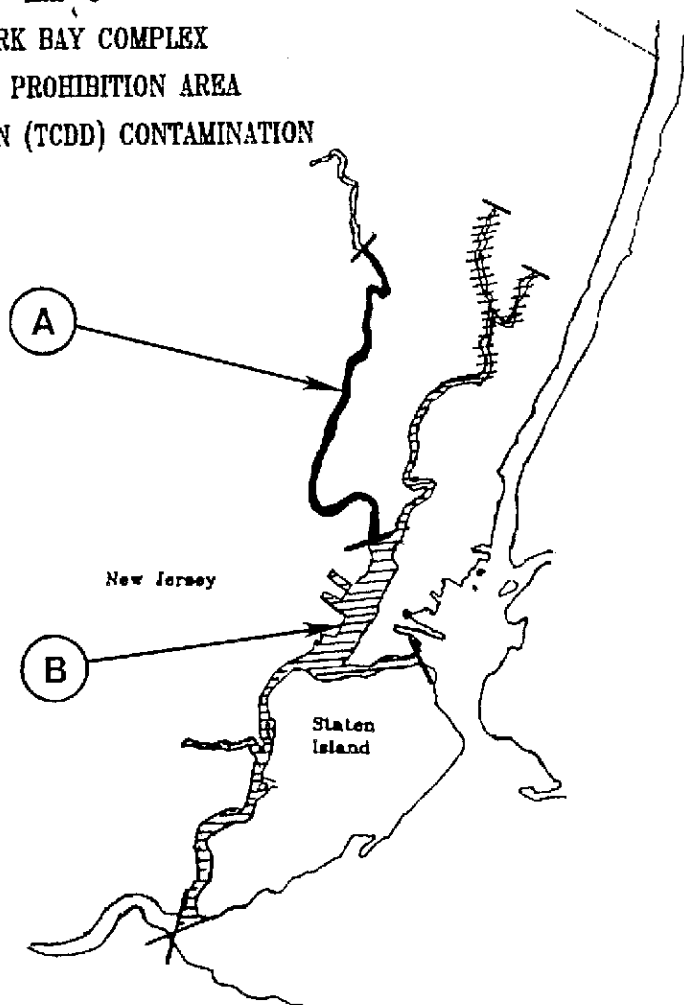 RK BAY COMPLEX
PROHIBITION AREA
N (TCDD) CONTAMINATION
A
New Jersey
B
Staten
Island